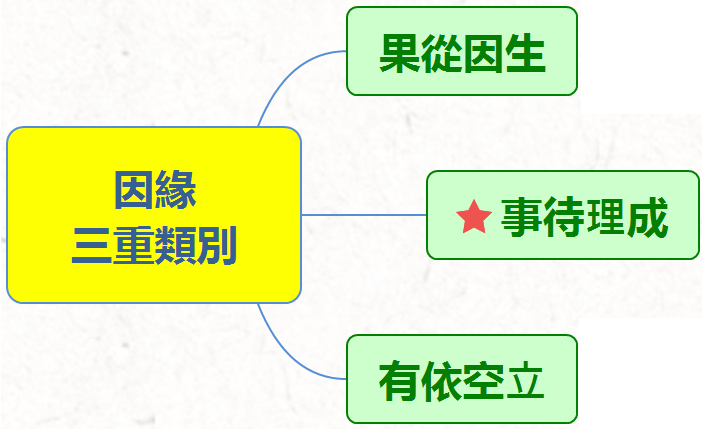 因緣
三重類別
果從因生
事待理成
有依空立